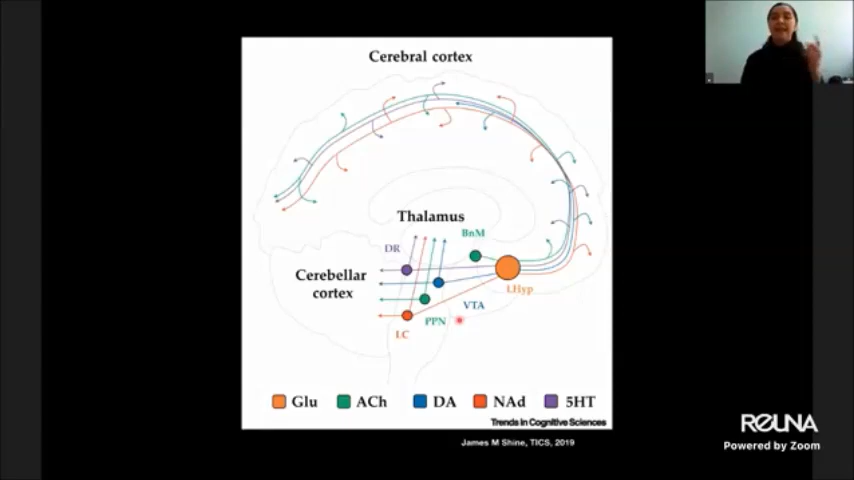 Cerebral cortex
Thalamus
BnM
DR
Cerebellar
cortex
LHyp
VTA
PPN
LC
Glu
ACh
DA
NAd
5HT
Trends in Cognitive Sciences
James M Shine, TICS, 2019
REUNA
Powered by Zoom